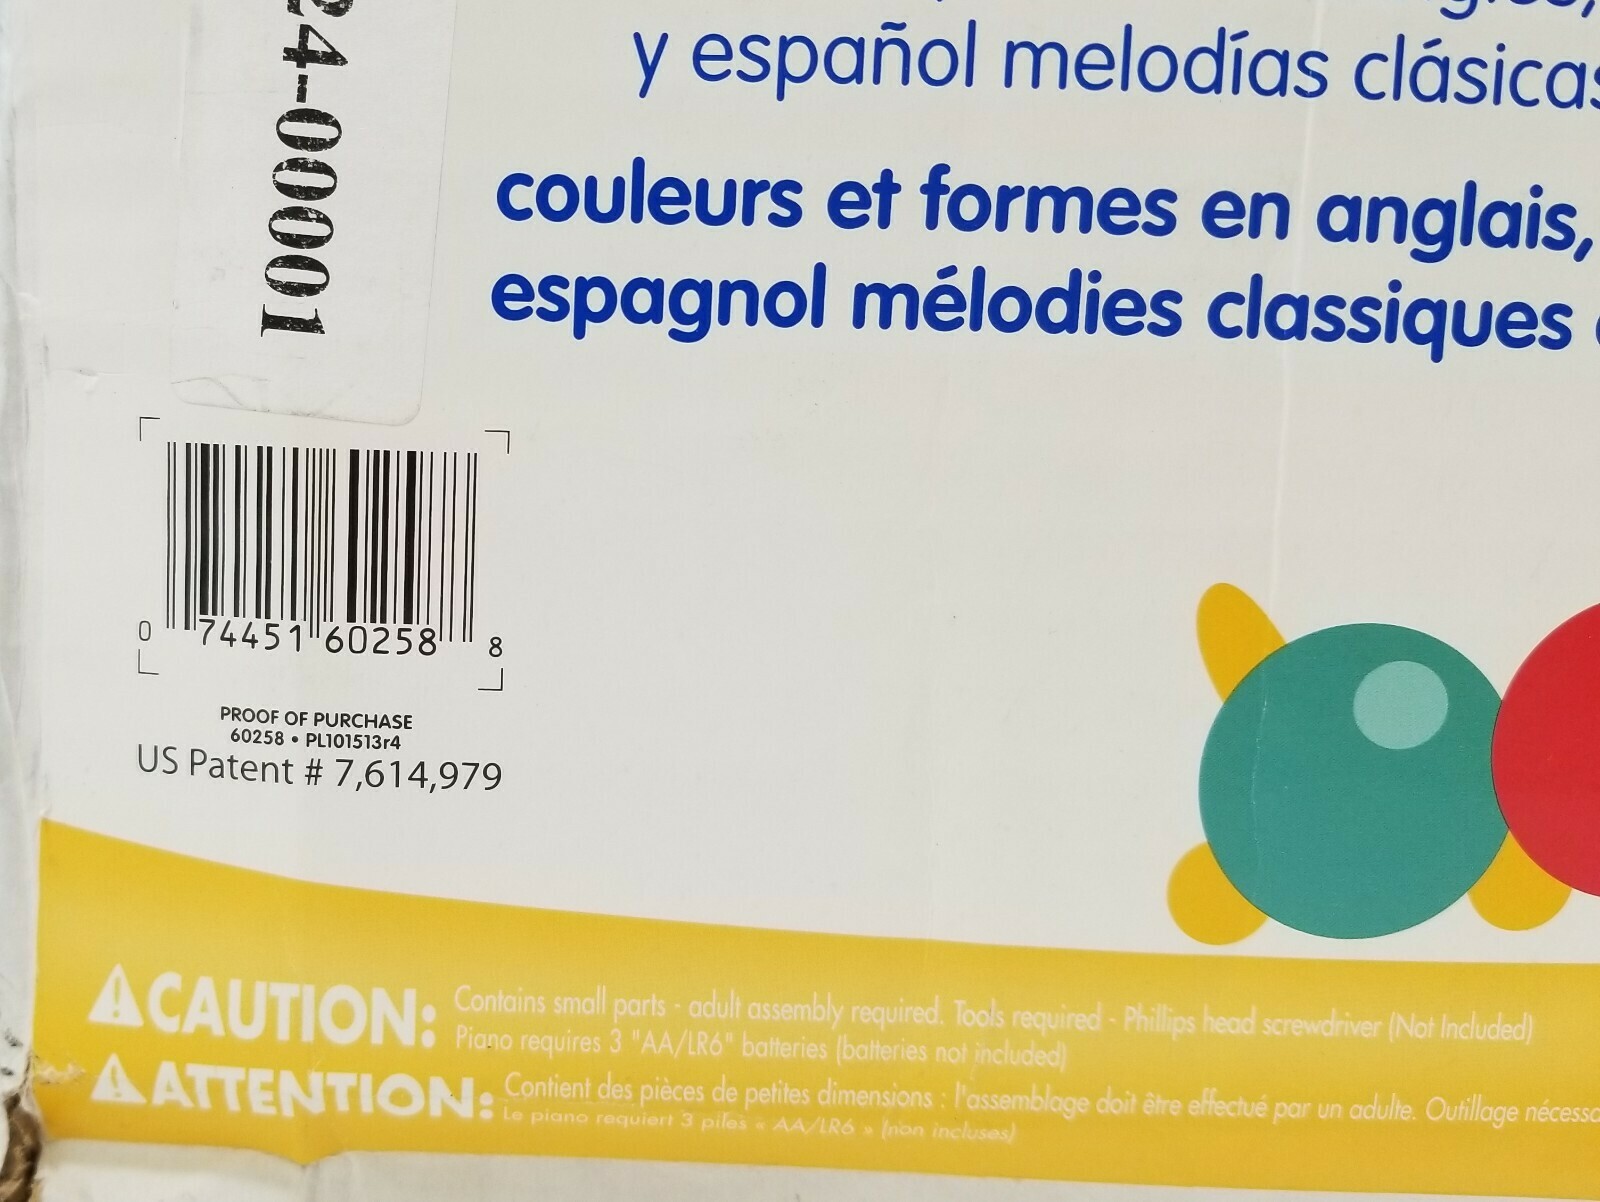 24-00001
y español melodías clásicas
couleurs et formes en anglais,
espagnol mélodies classiques
0 74451 60258 8
PROOF OF PURCHASE
60258 • PL101513r4
US Patent # 7,614,979
CAUTION: Contains small parts - adult assembly required. Tools required - Phillips head screwdriver (Not Included)
Piano requires 3 "AA/LR6" batteries (batteries not included)
ATTENTION: Contient des pièces de petites dimensions : l'assemblage doit être effectué par un adulte. Outillage
Le piano requiert 3 piles « AA/LR6 » (non incluses)